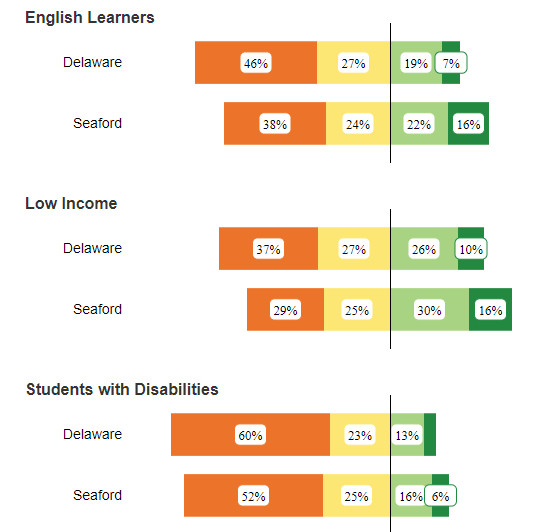 English Learners
Delaware 46% 27% 19% 7%
Seaford 38% 24% 22% 16%
Low Income
Delaware 37% 27% 26% 10%
Seaford 29% 25% 30% 16%
Students with Disabilities
Delaware 60% 23% 13%
Seaford 52% 25% 16% 6%